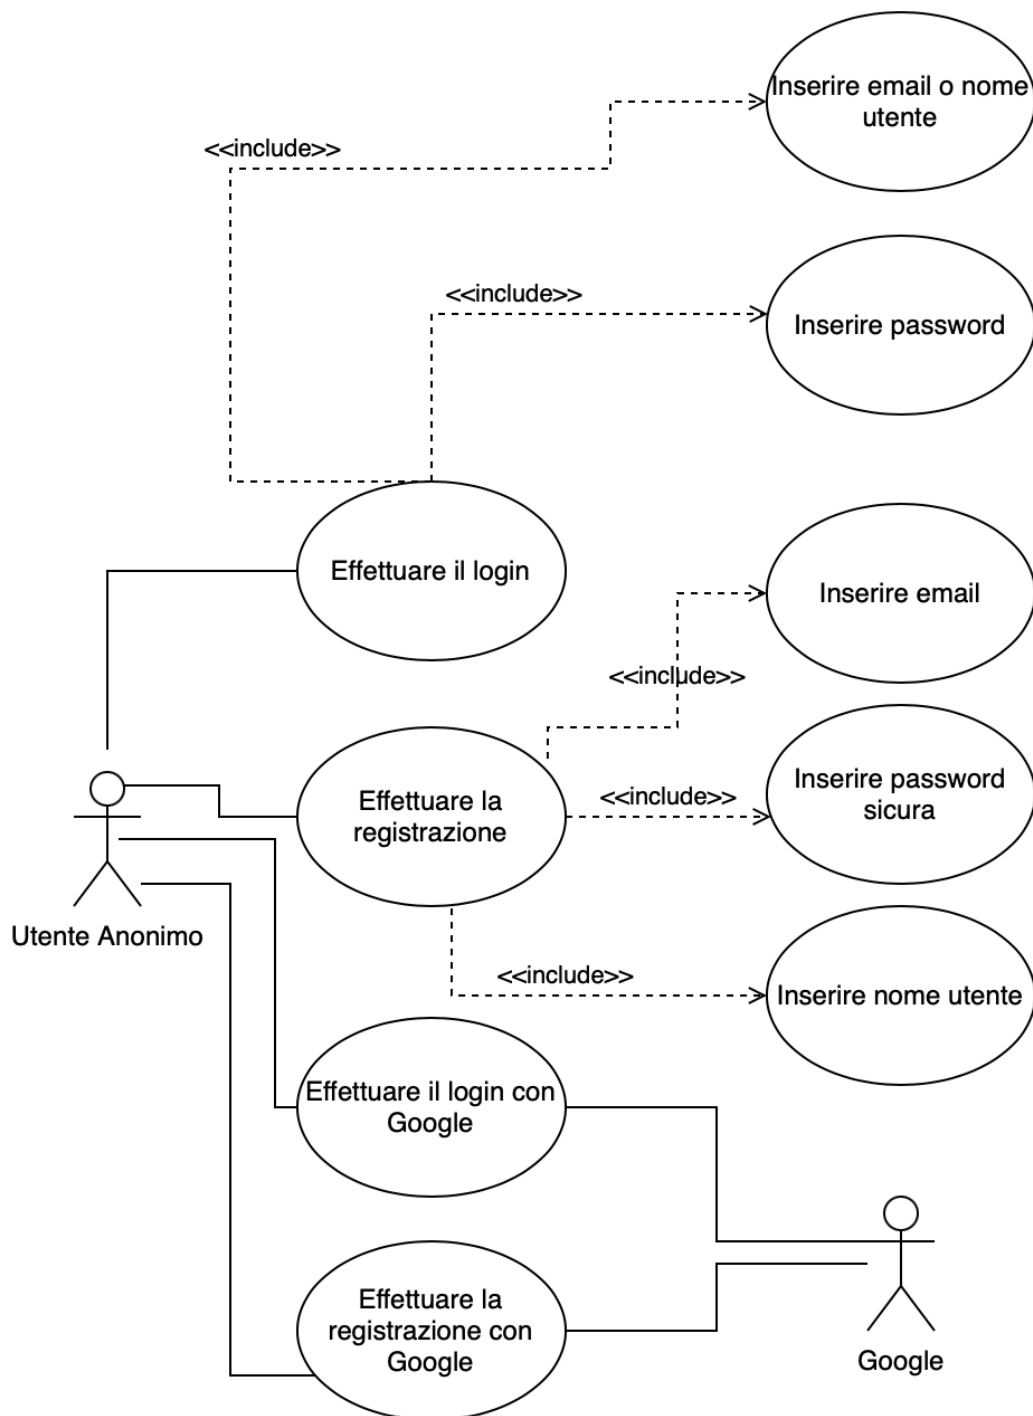 Inserire email o nome
utente
<<include>>
<<include>>
Inserire password
Effettuare il login
Inserire email
<<include>>
Inserire password
sicura
<<include>>
Effettuare la
registrazione
Utente Anonimo
<<include>>
Inserire nome utente
Effettuare il login con
Google
Effettuare la
registrazione con
Google
Google